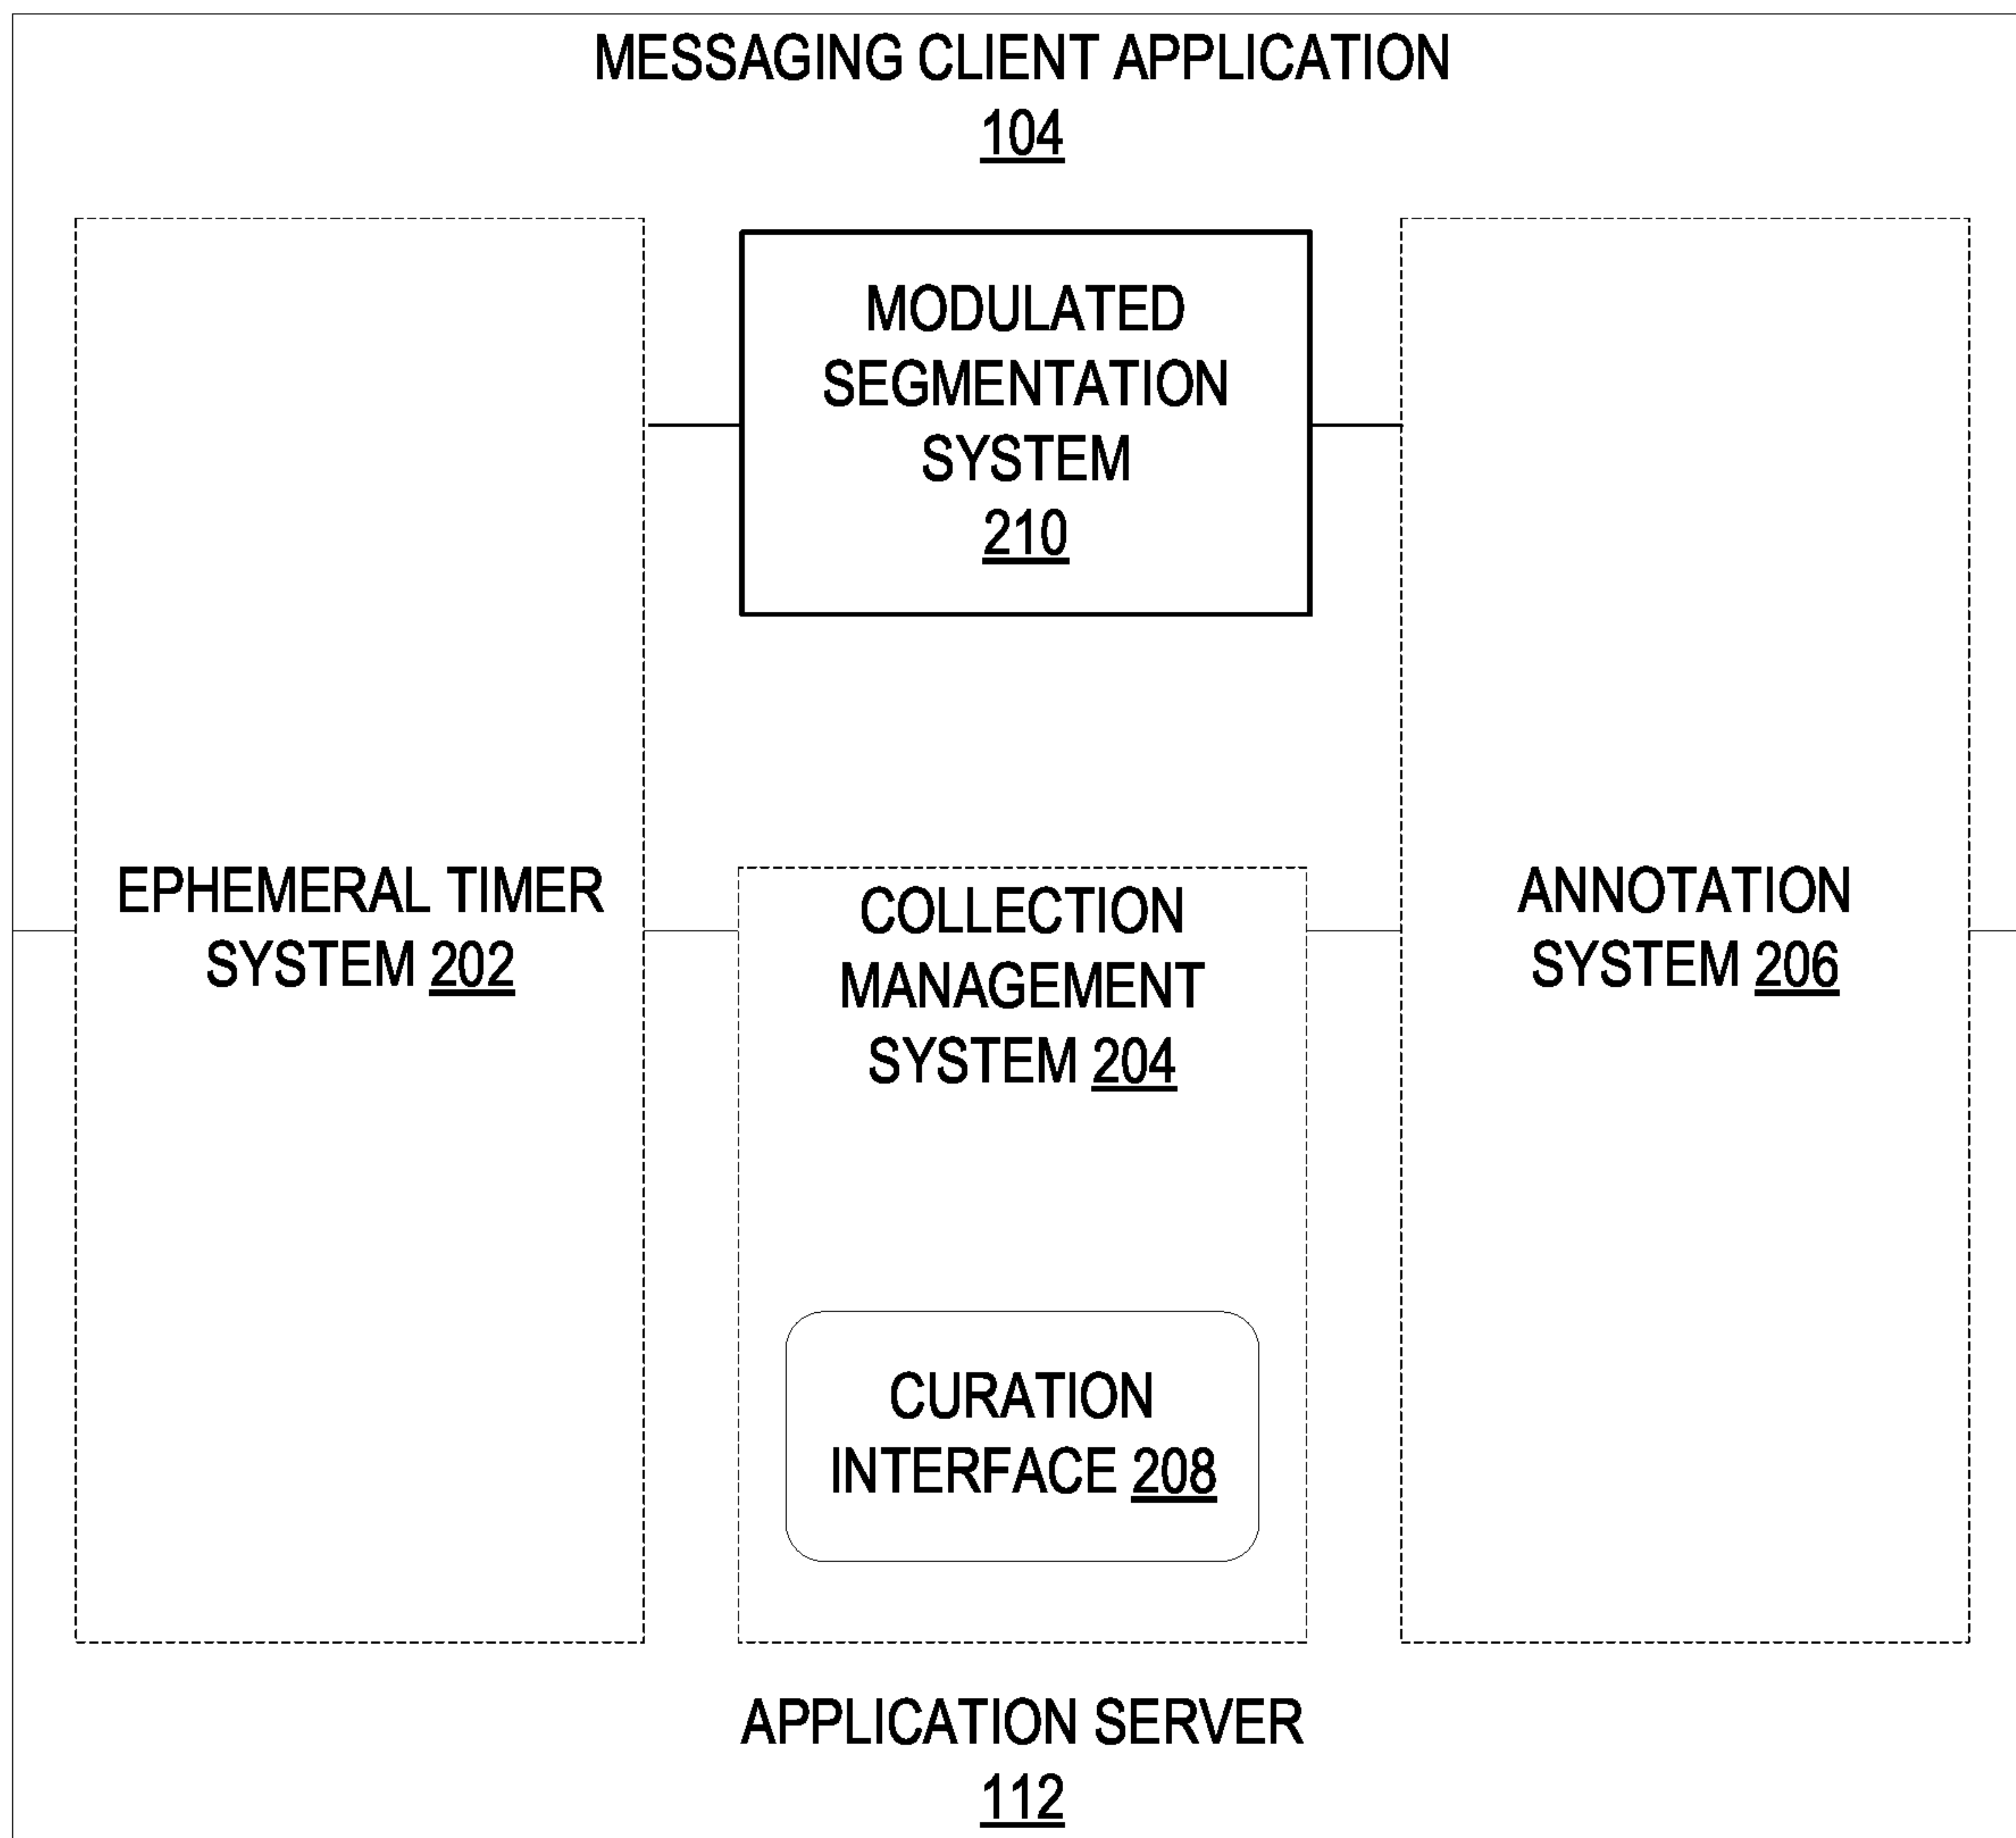 MESSAGING CLIENT APPLICATION
104
MODULATED
SEGMENTATION
SYSTEM
210
EPHEMERAL TIMER
SYSTEM 202
COLLECTION
MANAGEMENT
SYSTEM 204
ANNOTATION
SYSTEM 206
CURATION
INTERFACE 208
APPLICATION SERVER
112